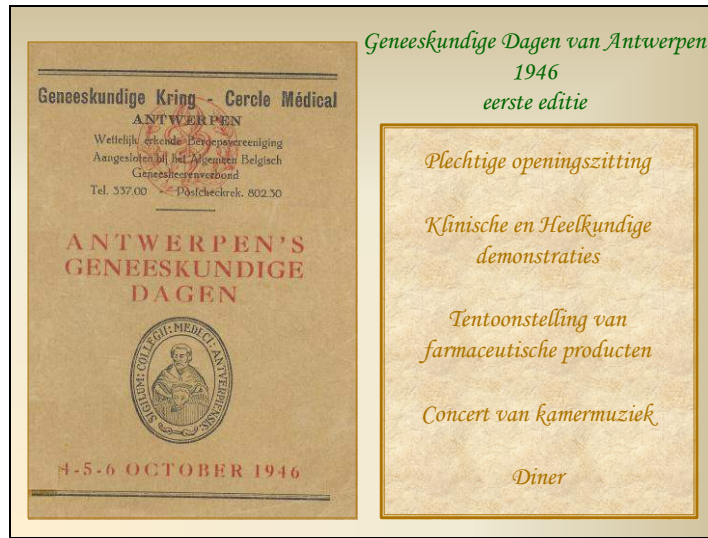 Geneeskundige Kring - Cercle Médical
ANTWERPEN
Wettelijk erkende Beroepsvereeniging
Aangesloten bij het Algemeen Belgisch
Geneesheerenverbond
Tel. 337.00 - Postcheckrek. 802.30
ANTWERPEN'S
GENEESKUNDIGE
DAGEN
SIGILUM: COLLEGII: MEDECI: ANTVERPIENSIS:
4-5-6 OCTOBER 1946
Geneeskundige Dagen van Antwerpen
1946
eerste editie
Plechtige openingszitting
Klinische en Heelkundige
demonstraties
Tentoonstelling van
farmaceutische producten
Concert van kamermuziek
Diner